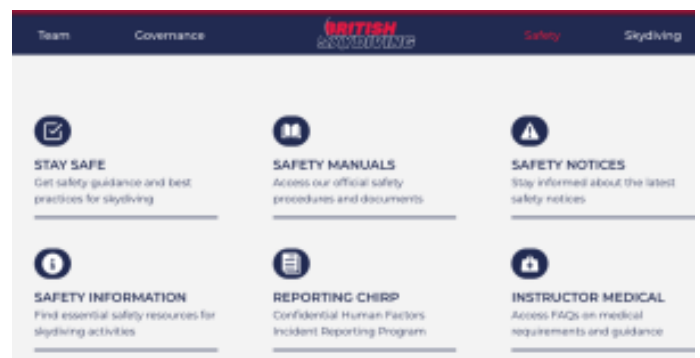 Team Governance BRITISH SKYDIVING Safety Skydiving
STAY SAFE
Get safety guidance and best
practices for skydiving
SAFETY MANUALS
Access our official safety
procedures and documents
SAFETY NOTICES
Stay informed about the latest
safety notices
SAFETY INFORMATION
Find essential safety resources for
skydiving activities
REPORTING CHIRP
Confidential Human Factors
Incident Reporting Program
INSTRUCTOR MEDICAL
Access FAQs on medical
requirements and guidance